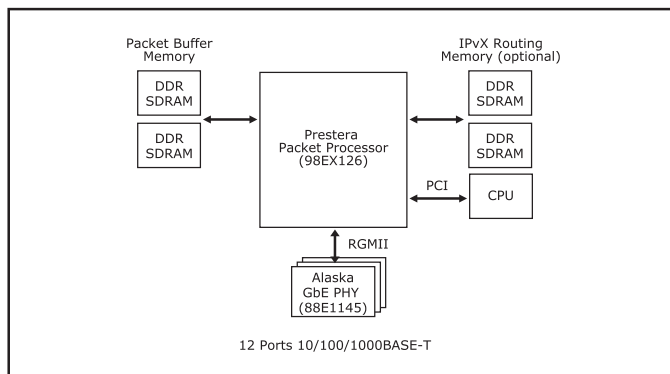 Packet Buffer
Memory
DDR
SDRAM
DDR
SDRAM
Prestera
Packet Processor
(98EX126)
IPvX Routing
Memory (optional)
DDR
SDRAM
DDR
SDRAM
PCI
CPU
RGMII
Alaska
GbE PHY
(88E1145)
12 Ports 10/100/1000BASE-T